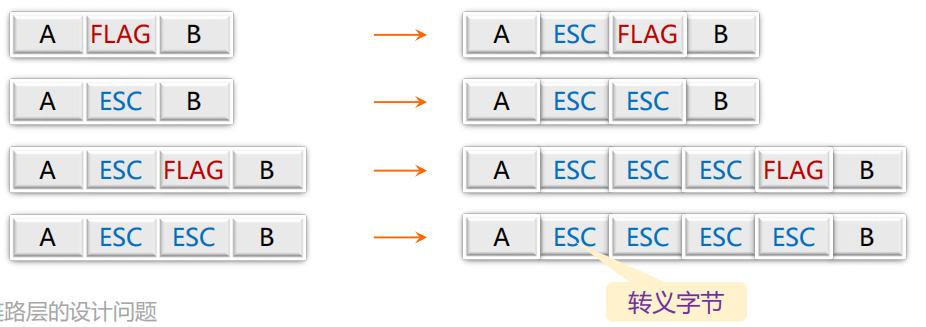 A FLAG B A ESC FLAG B
A ESC B A ESC ESC B
A ESC FLAG B A ESC ESC ESC FLAG B
A ESC ESC B A ESC ESC ESC ESC B
转义字节
路层的设计问题